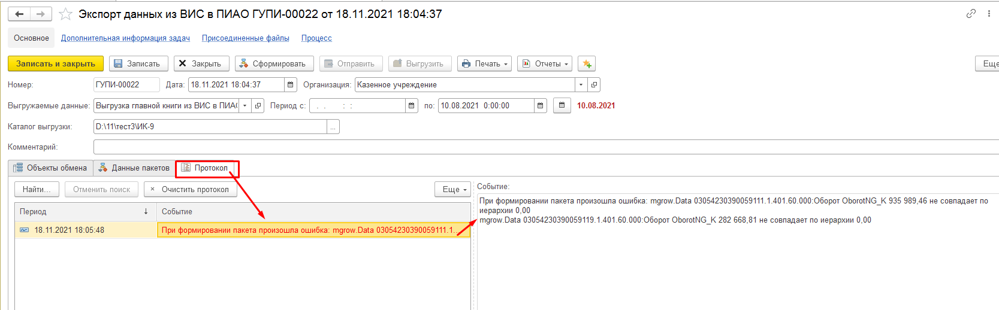 Экспорт данных из ВИС в ПИАО ГУПИ-00022 от 18.11.2021 18:04:37
Основное Дополнительная информация задач Присоединенные файлы Процесс
Записать и закрыть Записать Закрыть Сформировать Отправить Выгрузить Печать Отчеты Еще
Номер: ГУПИ-00022 Дата: 18.11.2021 18:04:37 Организация: Казенное учреждение
Выгружаемые данные: Выгрузка главной книги из ВИС в ПИАО Период с: . . : : по: 10.08.2021 0:00:00 10.08.2021
Каталог выгрузки: D:\11\тест3\ИК-9 ...
Комментарий:
Объекты обмена Данные пакетов Протокол
Найти... Отменить поиск × Очистить протокол Еще
Событие:
Период ↓ Событие
18.11.2021 18:05:48 При формировании пакета произошла ошибка: mgrow.Data 03054230390059111.1....
При формировании пакета произошла ошибка: mgrow.Data 03054230390059111.1.401.60.000:Оборот OborotNG_K 935 989,46 не совпадает по
иерархии 0,00
mgrow.Data 03054230390059119.1.401.60.000:Оборот OborotNG_K 282 668,81 не совпадает по иерархии 0,00